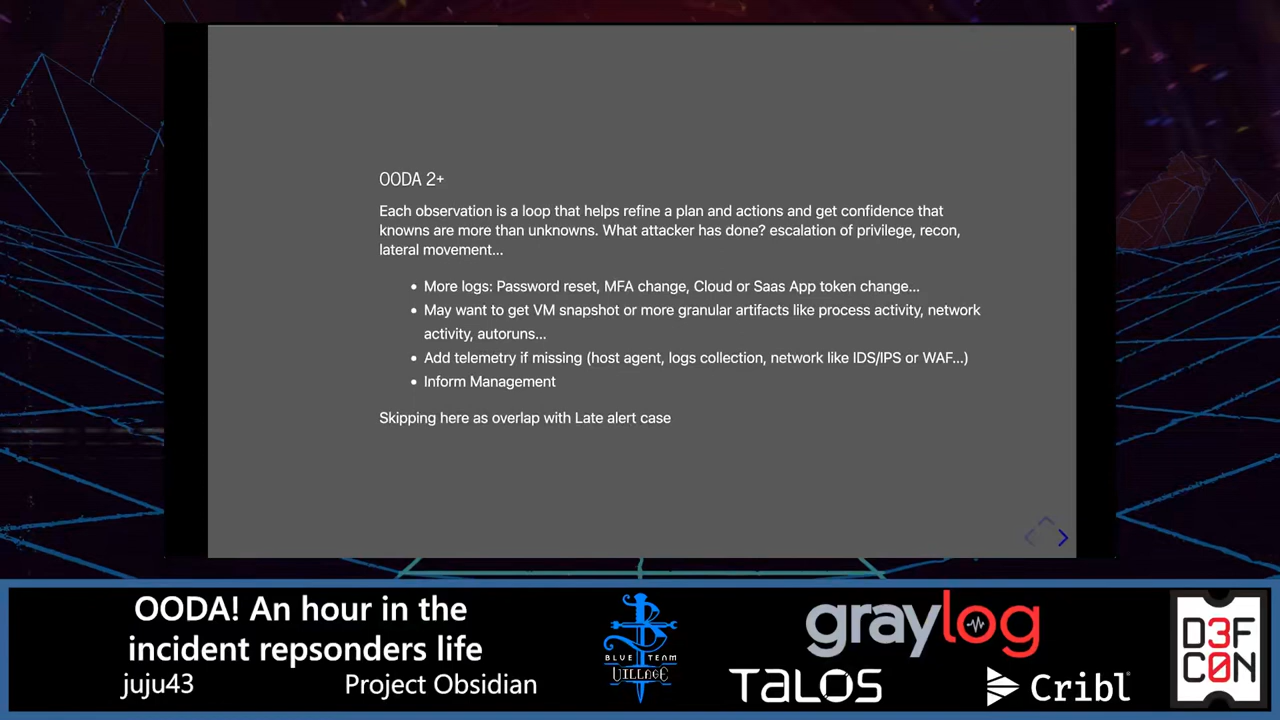 OODA 2+
Each observation is a loop that helps refine a plan and actions and get confidence that
knowns are more than unknowns. What attacker has done? escalation of privilege, recon,
lateral movement...
• More logs: Password reset, MFA change, Cloud or Saas App token change...
• May want to get VM snapshot or more granular artifacts like process activity, network
activity, autoruns...
• Add telemetry if missing (host agent, logs collection, network like IDS/IPS or WAF...)
• Inform Management
Skipping here as overlap with Late alert case
OODA! An hour in the
incident repsonders life
juju43
Project Obsidian
BLUE TEAM
VILLAGE
graylog
TALOS
Cribl
D3F
C0N